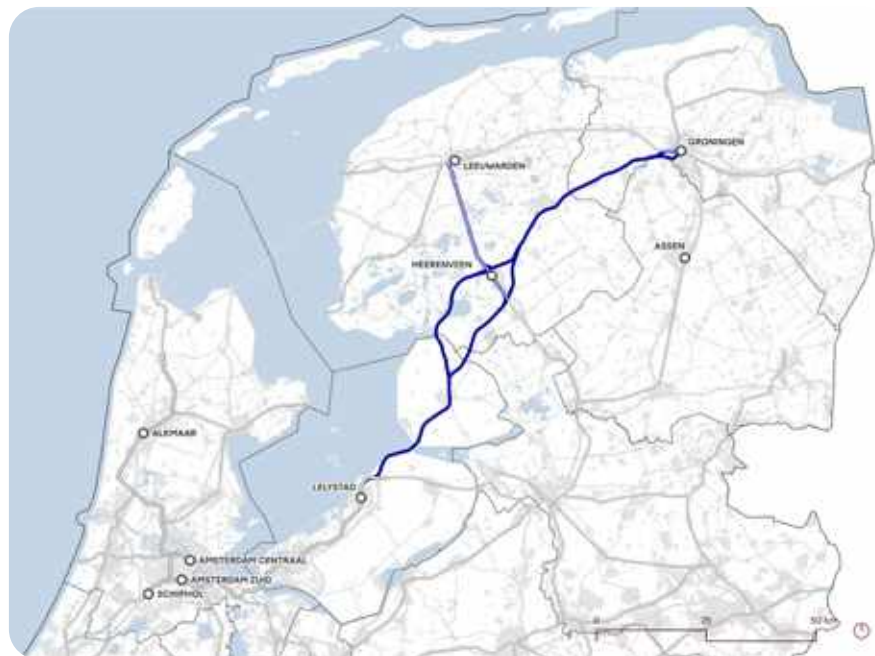 GRONINGEN
LEEUWARDEN
ASSEN
HEERENVEEN
ALKMAAR
LELYSTAD
AMSTERDAM CENTRAAL
AMSTERDAM ZUID
SCHIPHOL
0 25 50 km